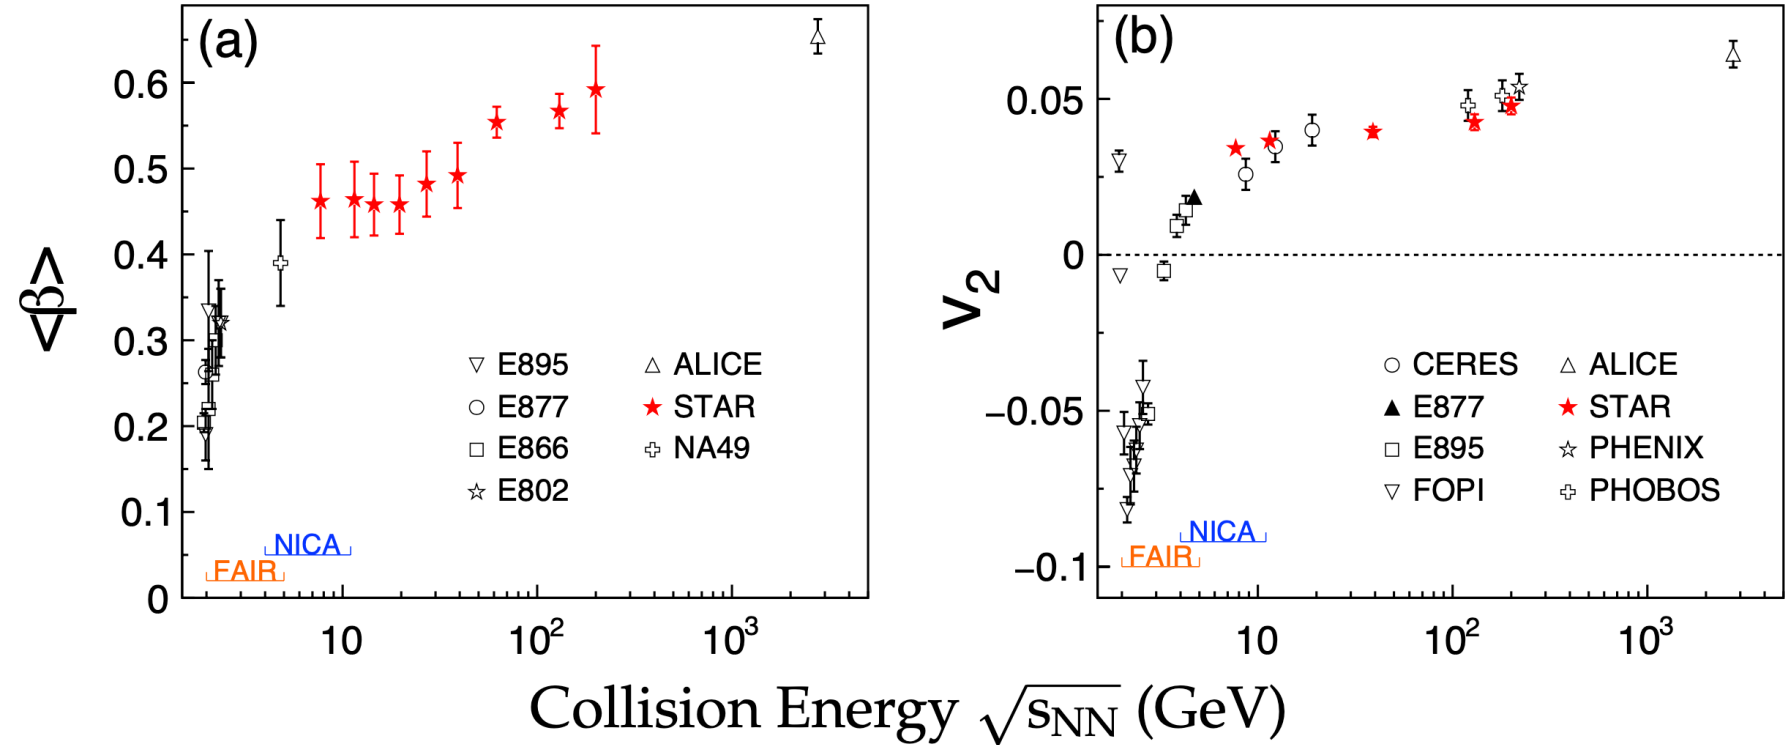 (a)
<β>
0.6
0.5
0.4
0.3
0.2
0.1
0
E895
E877
E866
E802
ALICE
STAR
NA49
NICA
FAIR
10
10²
10³
(b)
v₂
0.05
0
−0.05
−0.1
CERES
E877
E895
FOPI
ALICE
STAR
PHENIX
PHOBOS
NICA
FAIR
10
10²
10³
Collision Energy √sNN (GeV)